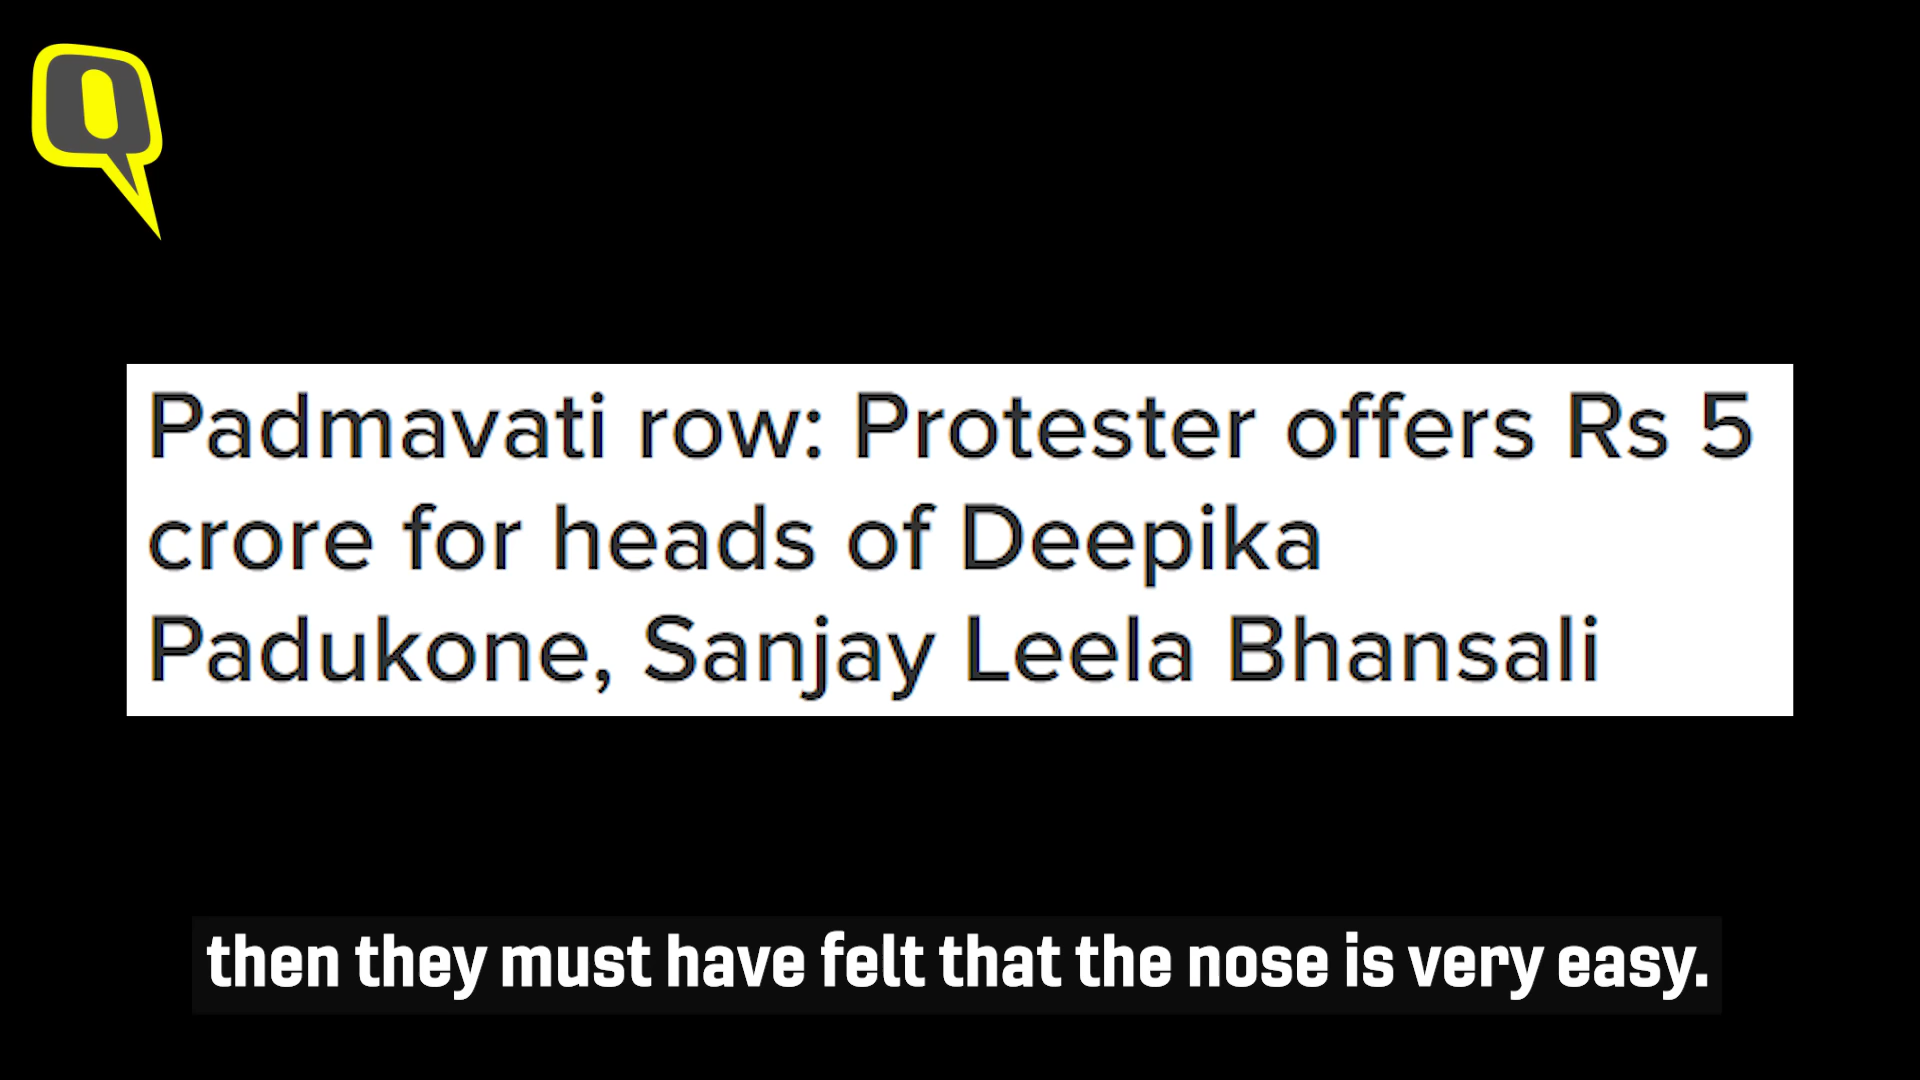 Padmavati row: Protester offers Rs 5
crore for heads of Deepika
Padukone, Sanjay Leela Bhansali
then they must have felt that the nose is very easy.